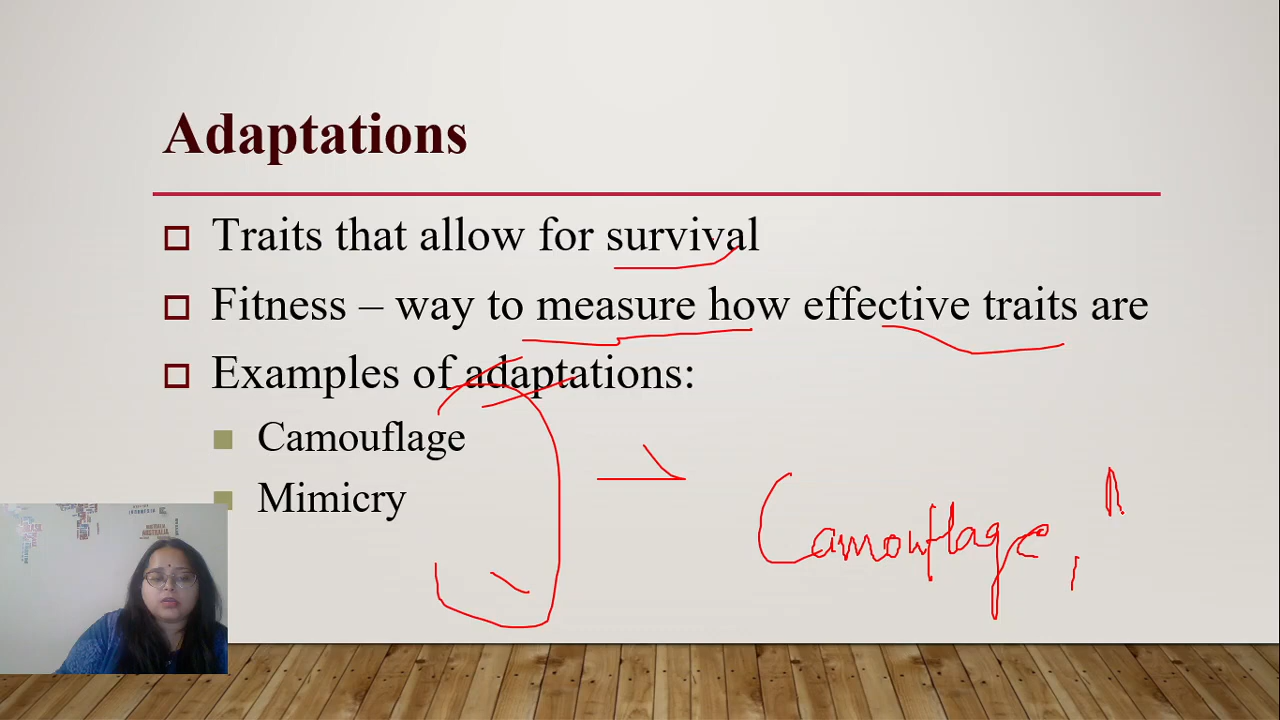 Adaptations
Traits that allow for survival
Fitness – way to measure how effective traits are
Examples of adaptations:
Camouflage
Mimicry
Camouflage,